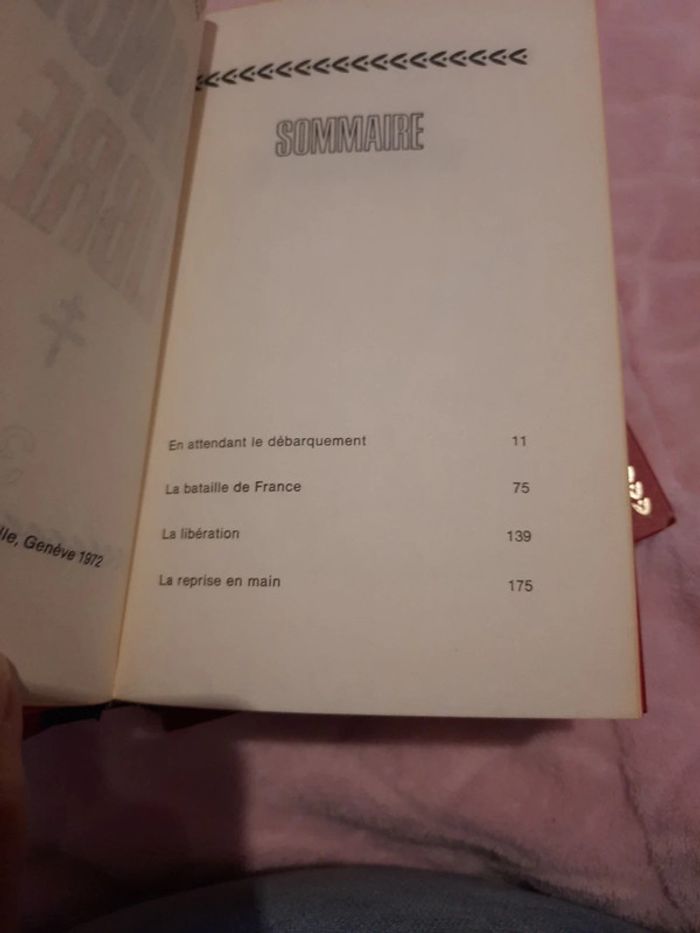 SOMMAIRE
En attendant le débarquement 11
La bataille de France 75
La libération 139
La reprise en main 175
Genève 1972